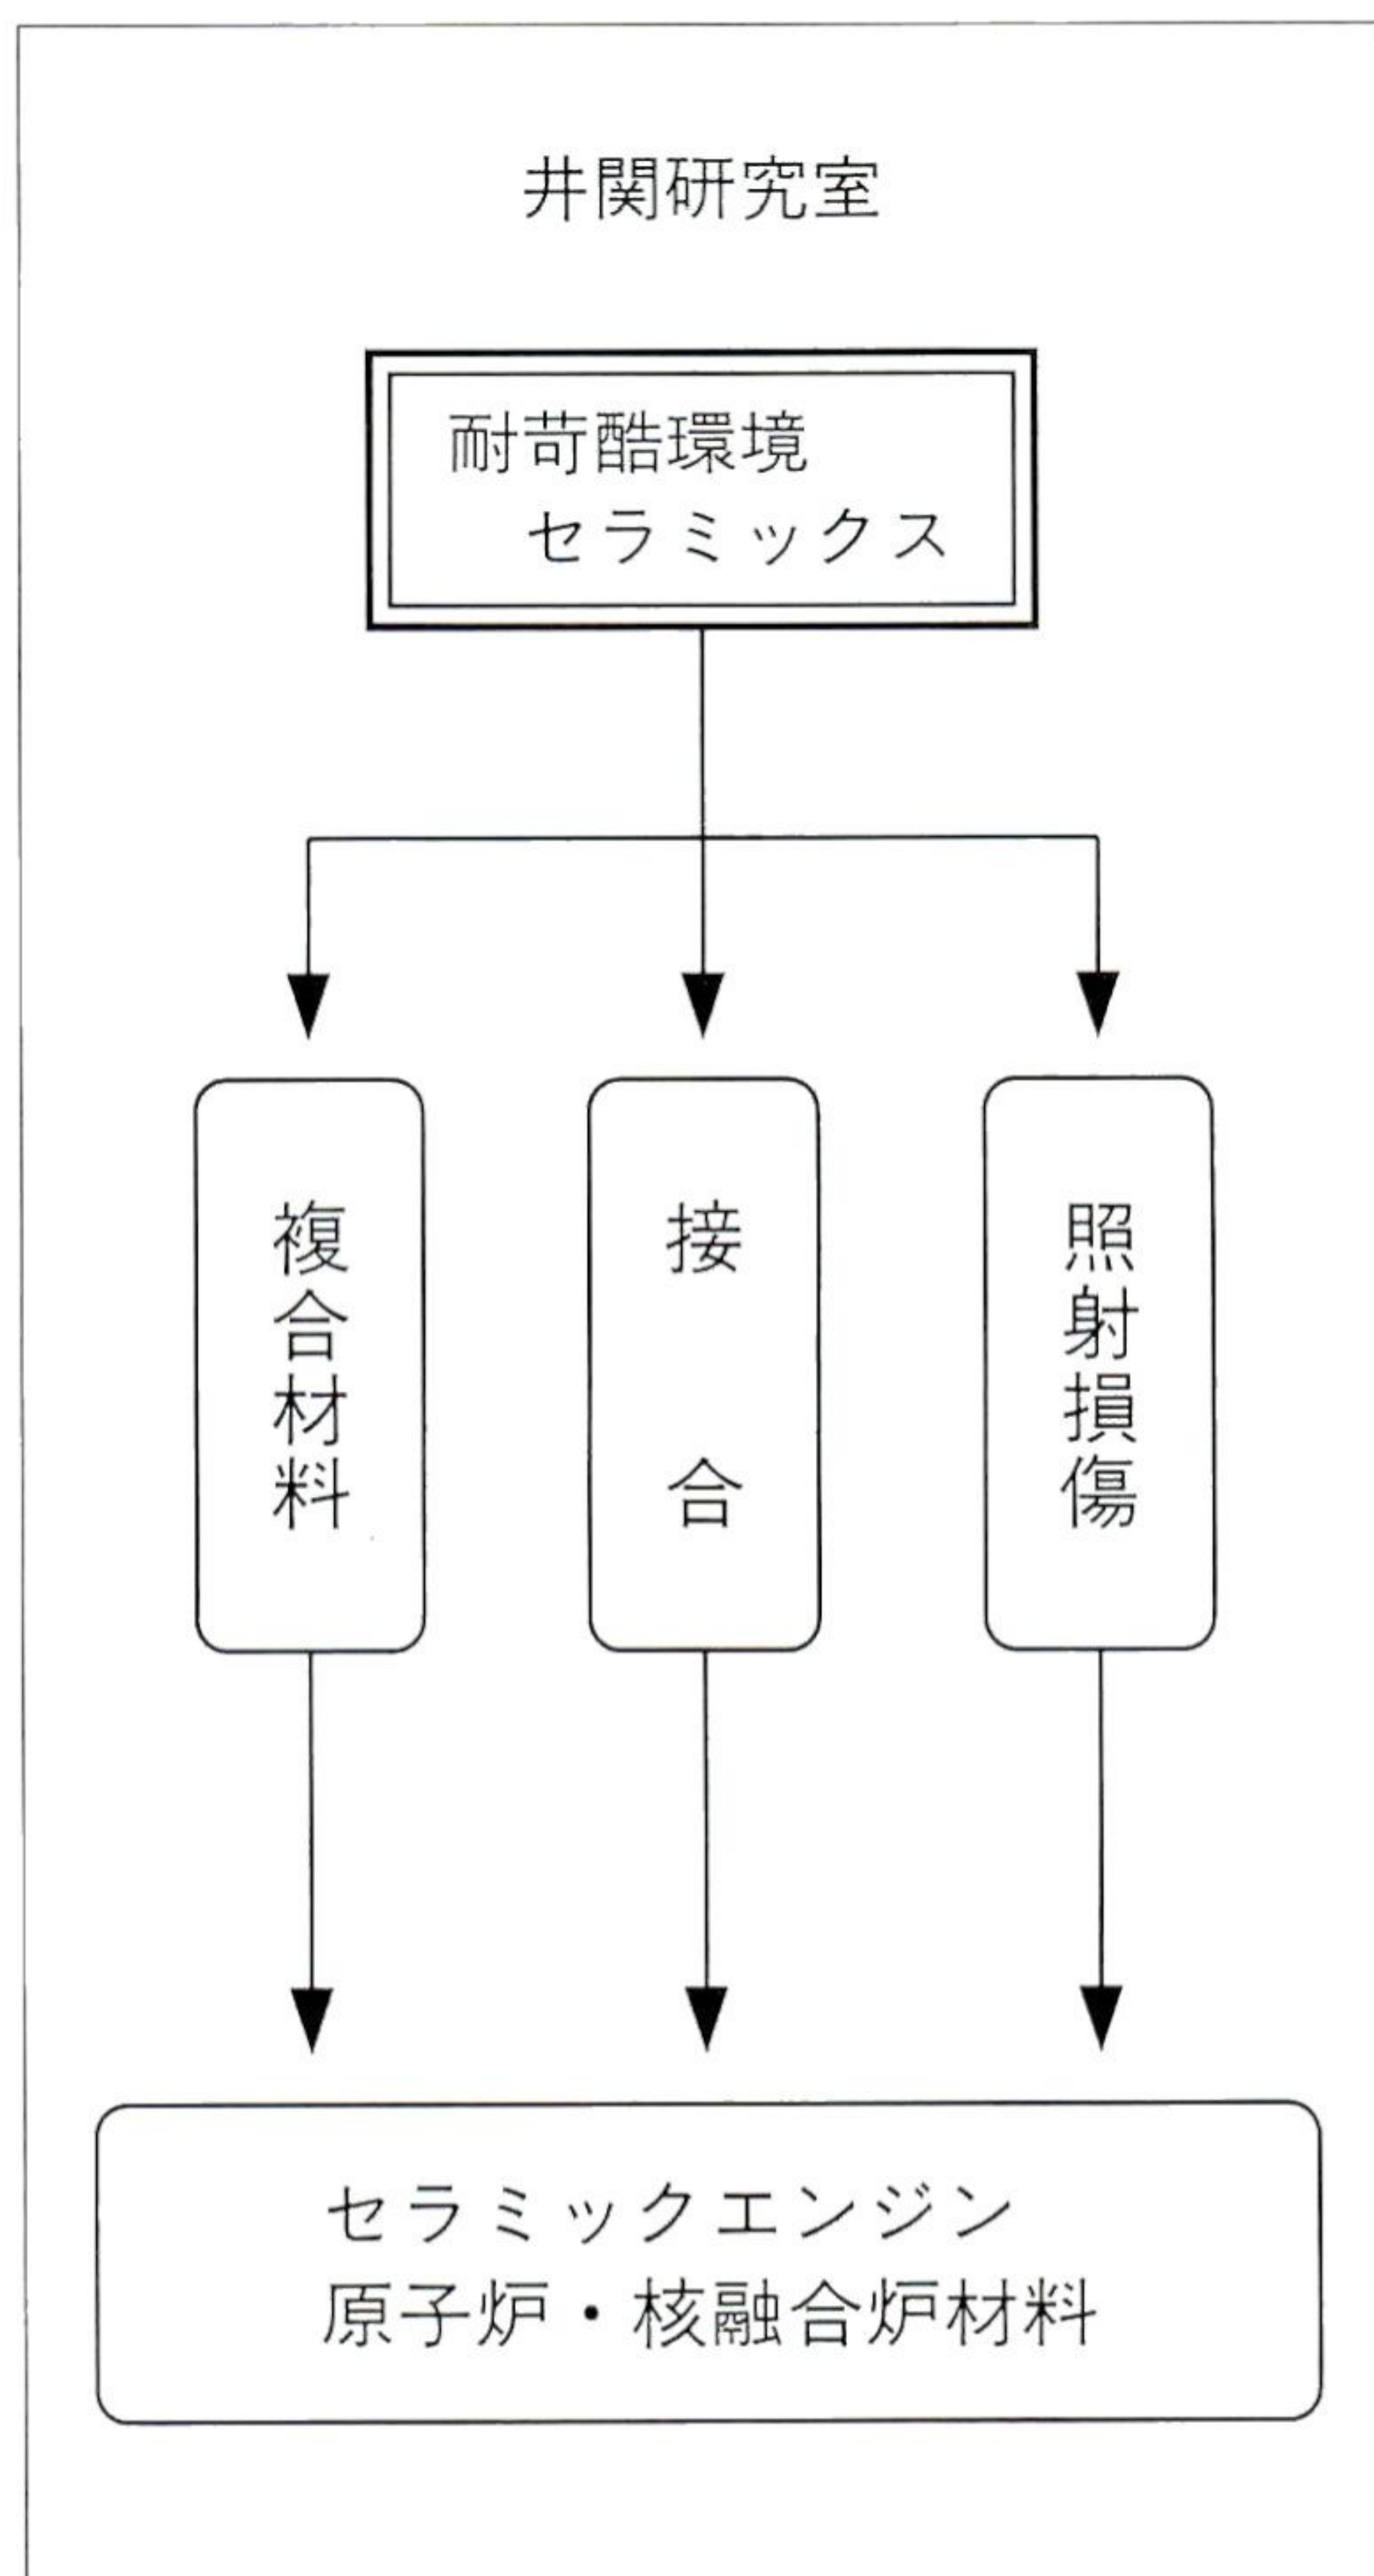 井関研究室
耐苛酷環境
セラミックス
複合材料
接合
照射損傷
セラミックエンジン
原子炉・核融合炉材料